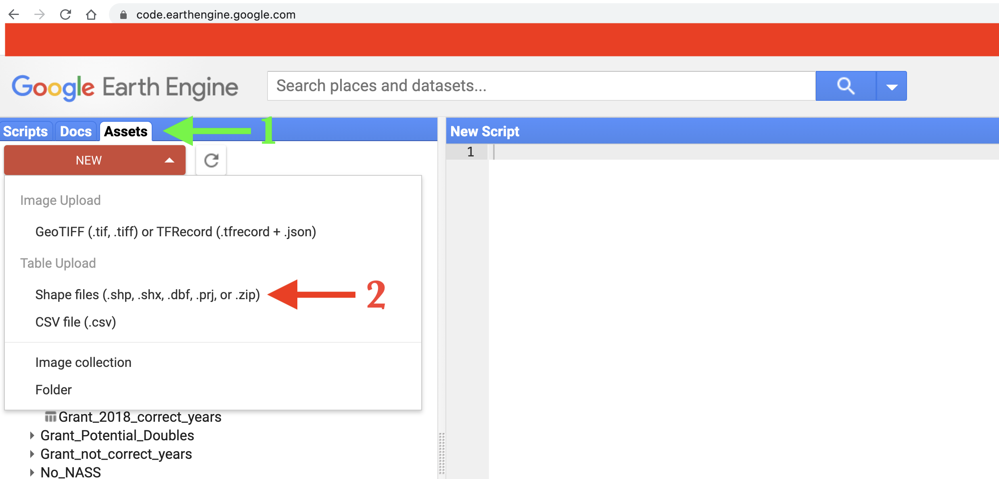 code.earthengine.google.com
Google Earth Engine
Search places and datasets...
Scripts Docs Assets 1
New Script
NEW
1
Image Upload
GeoTIFF (.tif, .tiff) or TFRecord (.tfrecord + .json)
Table Upload
Shape files (.shp, .shx, .dbf, .prj, or .zip) 2
CSV file (.csv)
Image collection
Folder
Grant_2018_correct_years
Grant_Potential_Doubles
Grant_not_correct_years
No_NASS